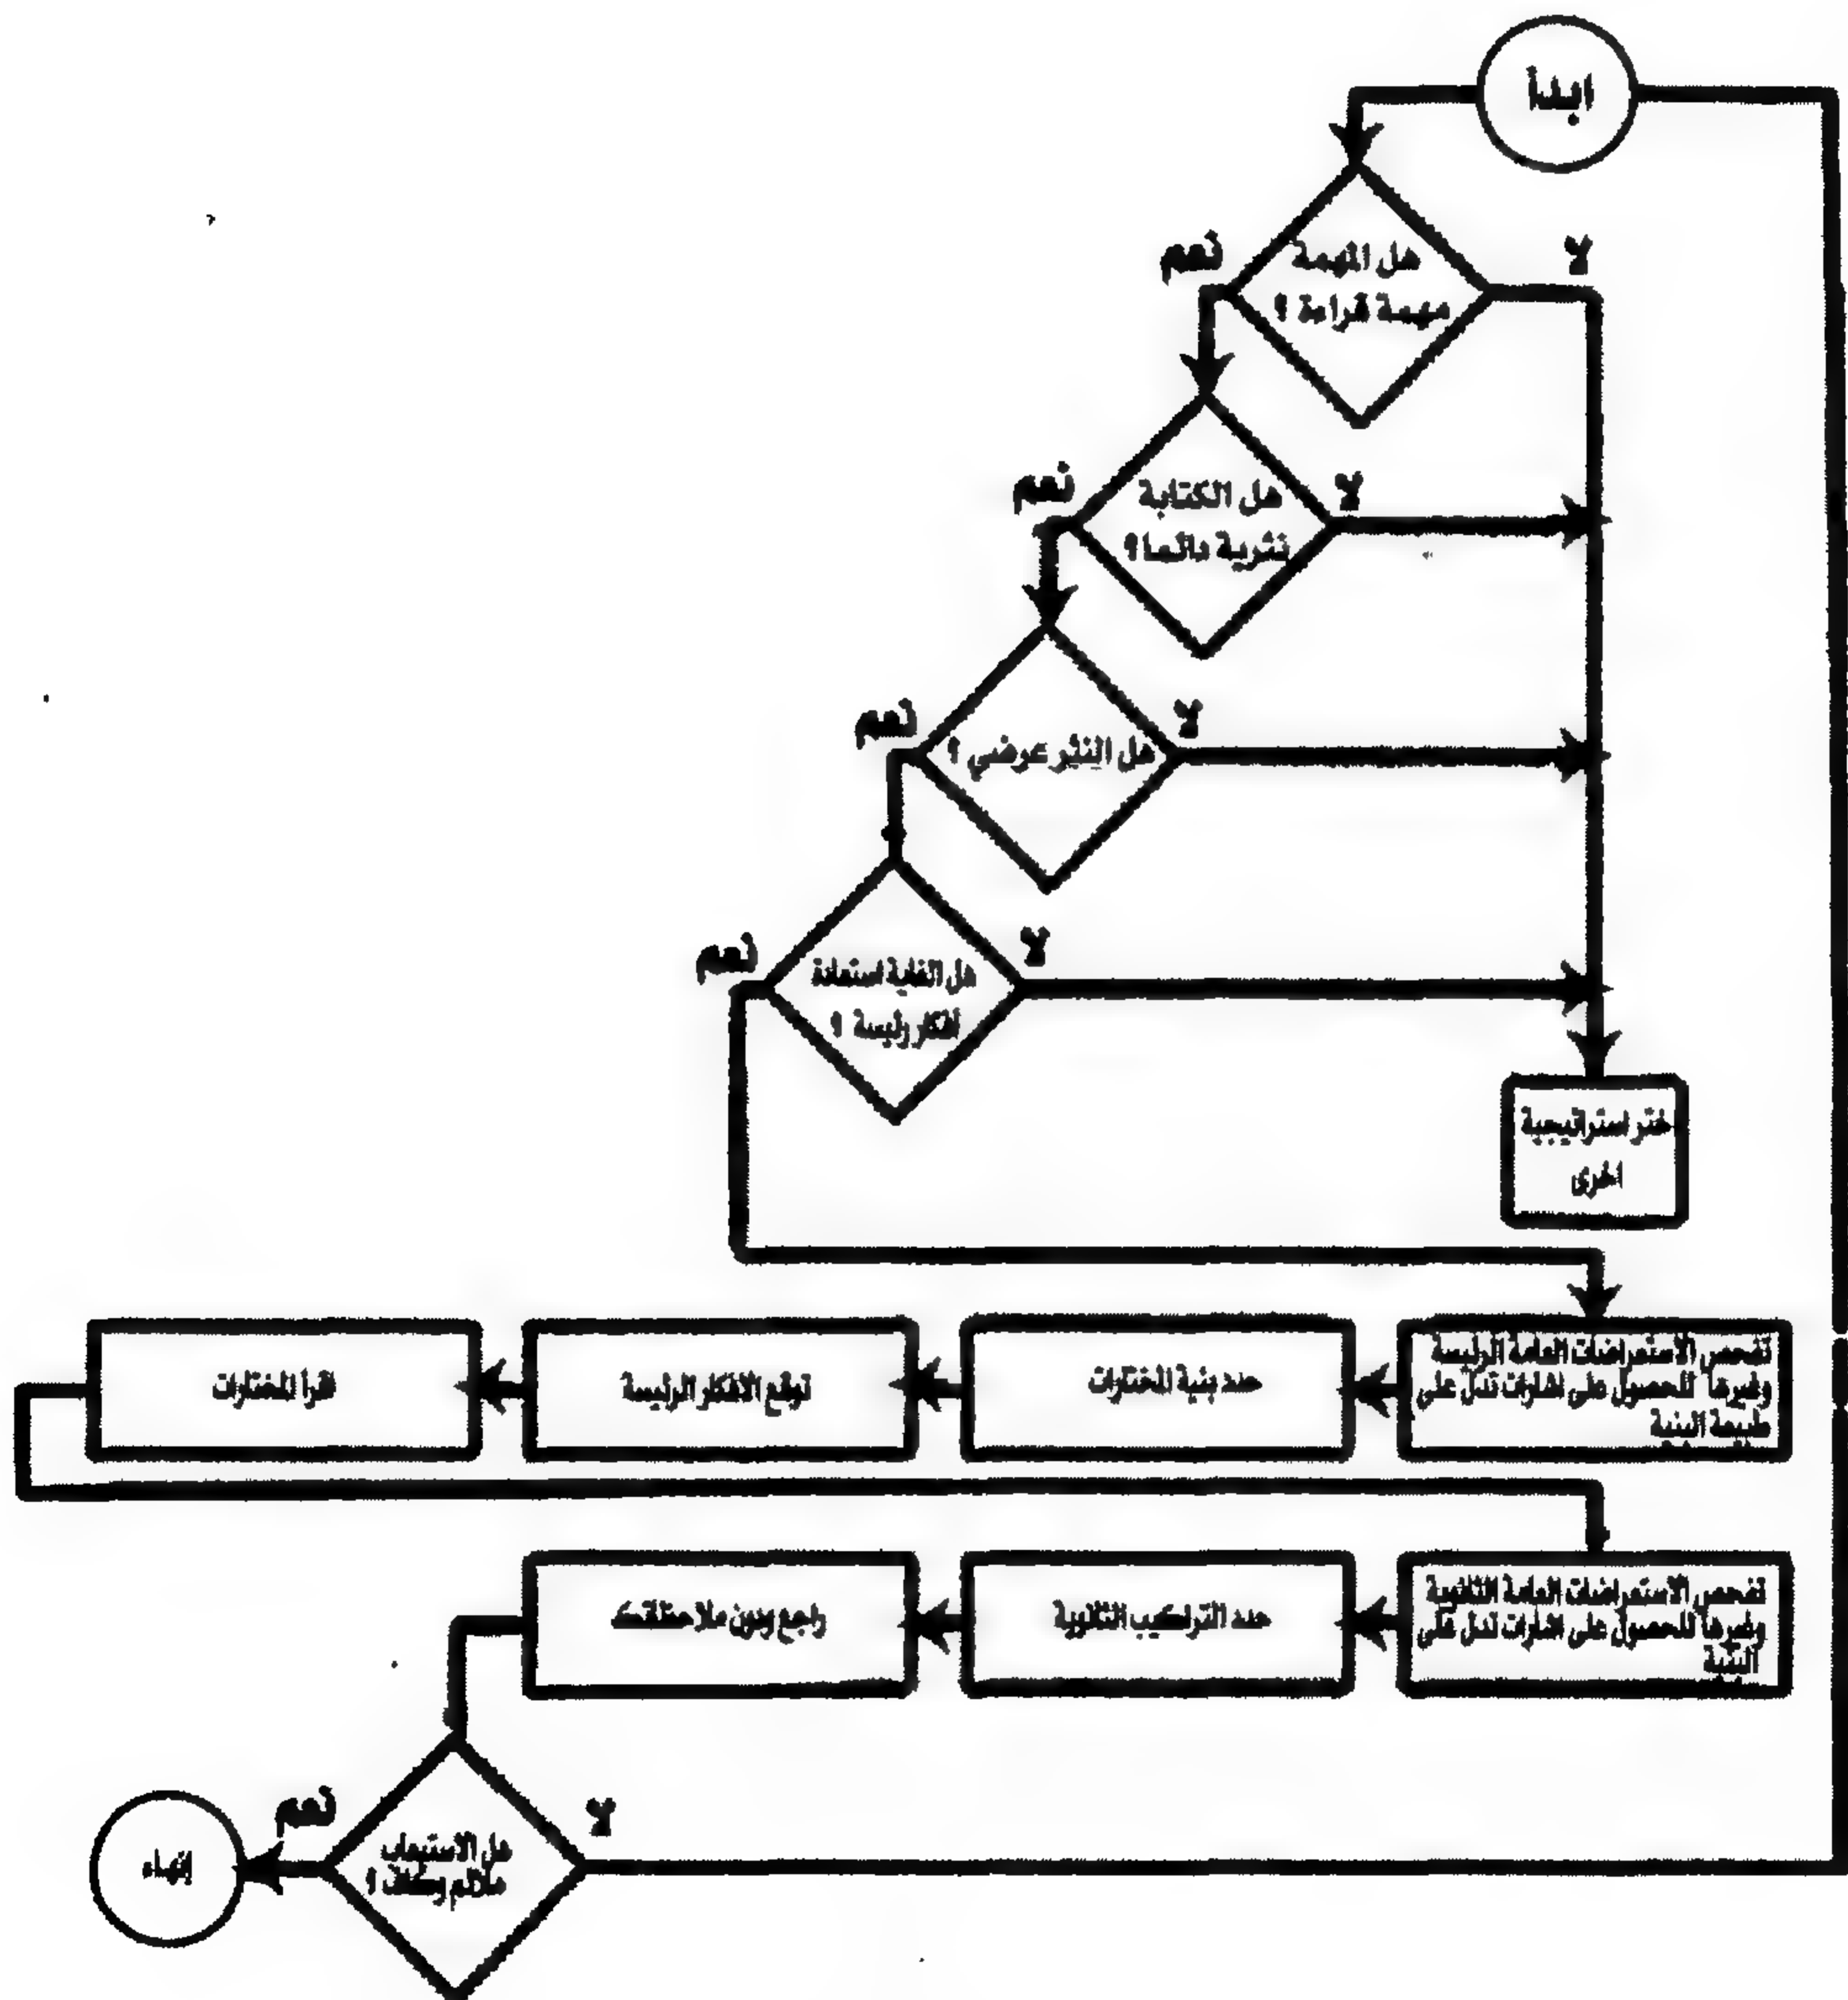 ابدأ
هل المهمة
مهمة قراءة ؟
نعم
لا
هل الكتابة
نثرية دائما ؟
نعم
لا
هل النثر عرضي ؟
نعم
لا
هل الغاية استعادة
أفكار رئيسة ؟
نعم
لا
اختر استراتيجية
اخرى
تفحص الاستعراضات العامة الرئيسة
وغيرها للحصول على اشارات تدل على
طبيعة البنية
حدد بنية المختارات
توقع الافكار الرئيسة
اقرأ المختارات
تفحص الاستعراضات العامة الثانوية
وغيرها للحصول على اشارات تدل على
البنية
حدد التراكيب الثانوية
راجع ودون ملاحظاتك
هل الاستيعاب
ملائم وكاف ؟
لا
نعم
إنهاء